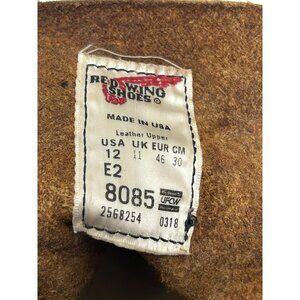 RED WING
SHOES®
MADE IN USA
Leather Upper
USA UK EUR CM
12 11 46 30
E2
8085
UFCW
2568254 0318